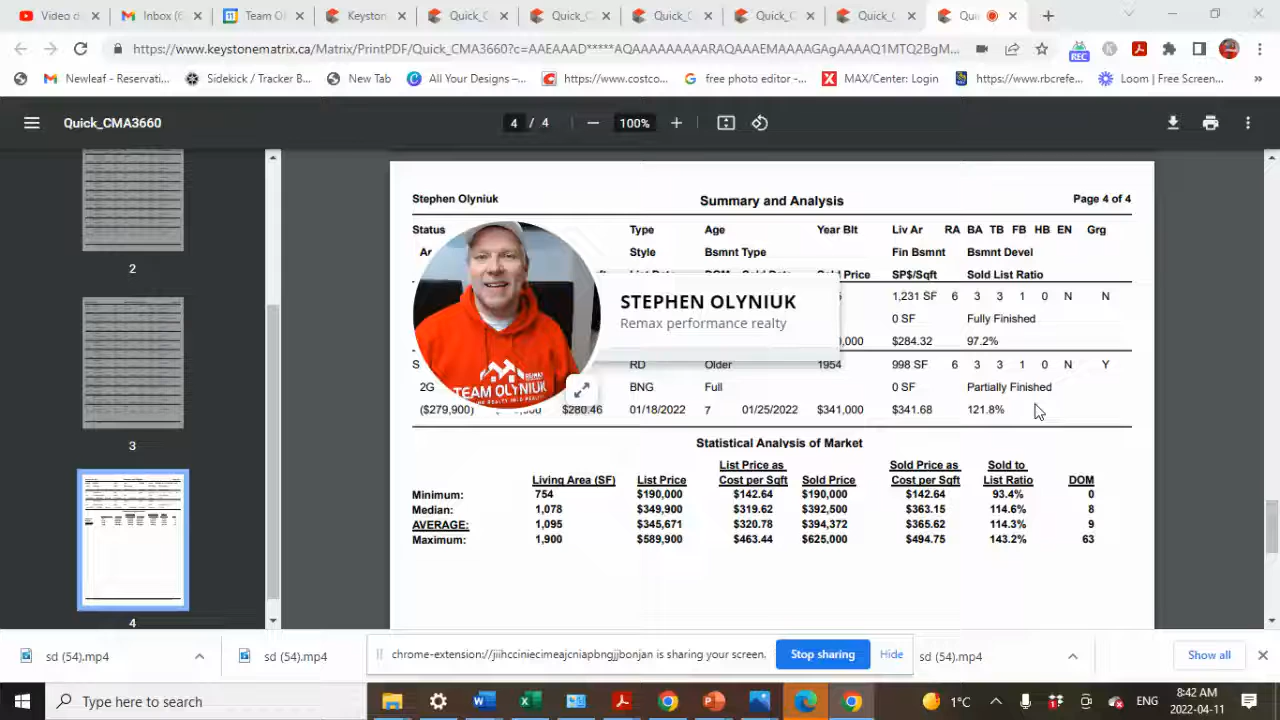 Video d
Inbox (6
Team Ol
Keyston
Quick_C
Quick_C
Quick_C
Quick_C
Quick_C
Qui
https://www.keystonematrix.ca/Matrix/PrintPDF/Quick_CMA3660?c=AAEAAAD*****AQAAAAAAAAARAQAAAEMAAAAGAgAAAAQ1MTQ2BgM...
REC
Newleaf - Reservati...
Sidekick / Tracker B...
New Tab
All Your Designs –...
https://www.costco...
free photo editor -...
MAX/Center: Login
https://www.rbcrefe...
Loom | Free Screen...
»
Quick_CMA3660
4 / 4
100%
2
3
4
Stephen Olyniuk
Summary and Analysis
Page 4 of 4
Status Type Age Year Blt Liv Ar RA BA TB FB HB EN Grg
Ar Style Bsmnt Type Fin Bsmnt Bsmnt Devel
Price SP$/Sqft Sold List Ratio
1,231 SF 6 3 3 1 0 N N
0 SF Fully Finished
,000 $284.32 97.2%
STEPHEN OLYNIUK
Remax performance realty
TEAM OLYNIUK
S RD Older 1954 998 SF 6 3 3 1 0 N Y
2G BNG Full 0 SF Partially Finished
($279,900) $280.46 01/18/2022 7 01/25/2022 $341,000 $341.68 121.8%
Statistical Analysis of Market
List Price as Sold Price as Sold to
Living Area (SF) List Price Cost per Sqft Sold Price Cost per Sqft List Ratio DOM
Minimum: 754 $190,000 $142.64 $190,000 $142.64 93.4% 0
Median: 1,078 $349,900 $319.62 $392,500 $363.15 114.6% 8
AVERAGE: 1,095 $345,671 $320.78 $394,372 $365.62 114.3% 9
Maximum: 1,900 $589,900 $463.44 $625,000 $494.75 143.2% 63
sd (54).mp4
sd (54).mp4
chrome-extension://jiihcciniecimeajcniapbngjjbonjan is sharing your screen.
Stop sharing
Hide
sd (54).mp4
Show all
Type here to search
1°C
ENG
8:42 AM
2022-04-11